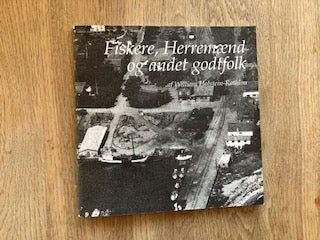 Fiskere, Herremænd
og andet godtfolk
af William Holstein-Rathlou